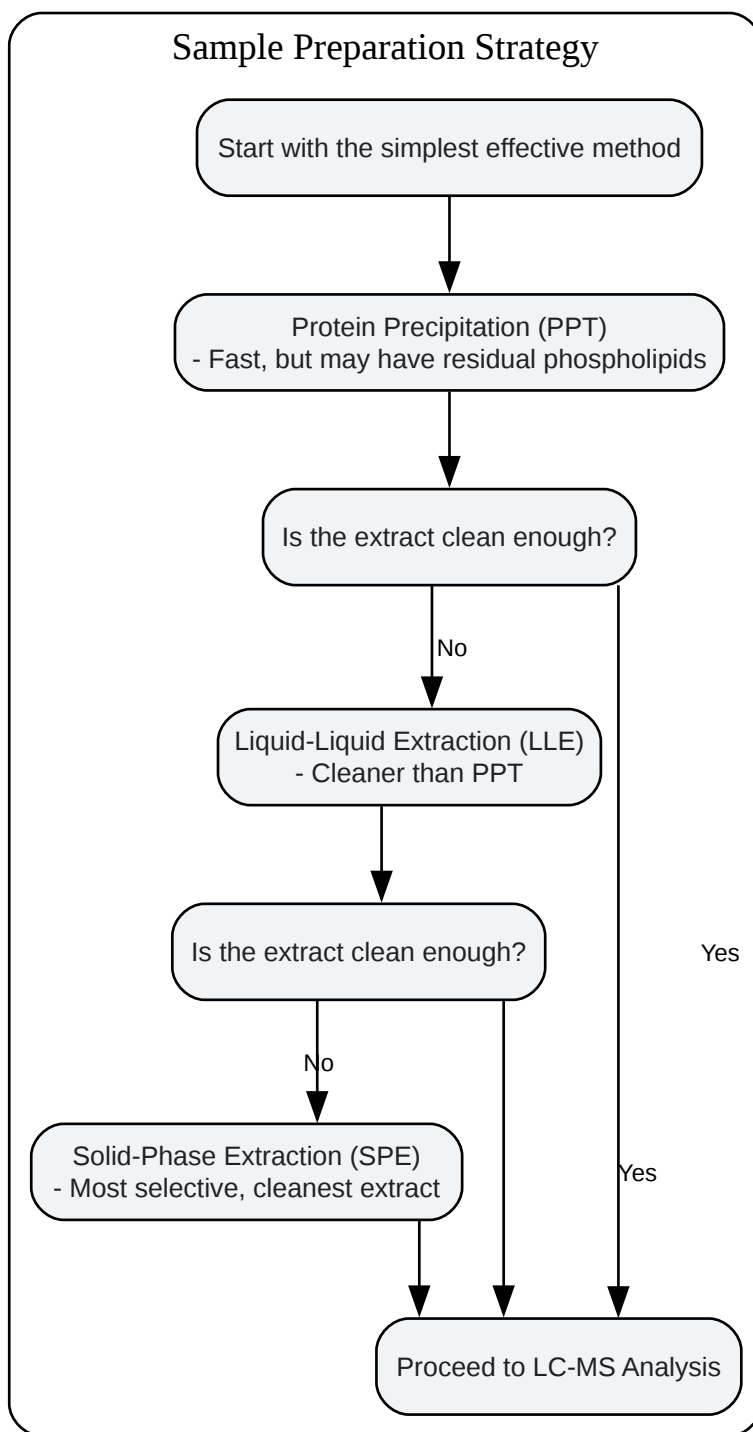 Sample Preparation Strategy
Start with the simplest effective method
Protein Precipitation (PPT)
- Fast, but may have residual phospholipids
Is the extract clean enough?
No
Liquid-Liquid Extraction (LLE)
- Cleaner than PPT
Is the extract clean enough?
Yes
No
Solid-Phase Extraction (SPE)
- Most selective, cleanest extract
Yes
Proceed to LC-MS Analysis